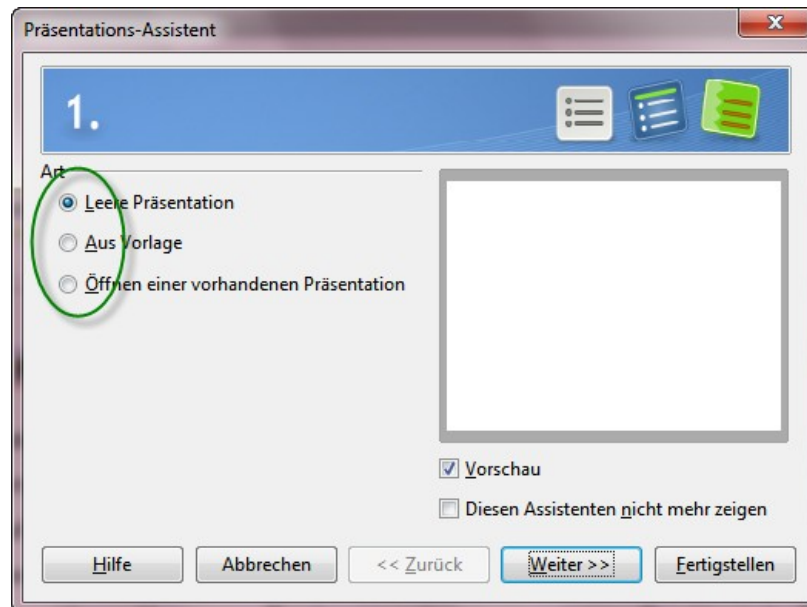 Präsentations-Assistent
1.
Art
Leere Präsentation
Aus Vorlage
Öffnen einer vorhandenen Präsentation
Vorschau
Diesen Assistenten nicht mehr zeigen
Hilfe
Abbrechen
<< Zurück
Weiter >>
Fertigstellen